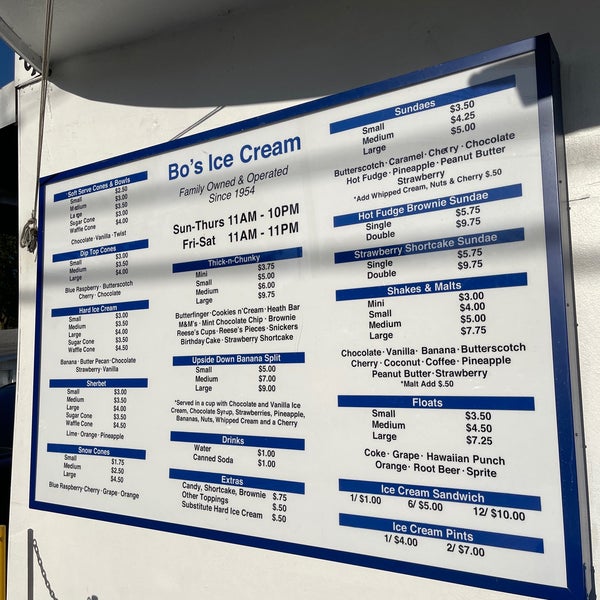 Bo's Ice Cream
Family Owned & Operated
Since 1954
Sun-Thurs 11AM - 10PM
Fri-Sat 11AM - 11PM
Soft Serve Cones & Bowls
Small $2.50
Medium $3.00
Large $3.50
Sugar Cone $3.00
Waffle Cone $4.00
Chocolate · Vanilla · Twist
Dip Top Cones
Small $3.00
Medium $3.50
Large $4.00
Blue Raspberry · Butterscotch
Cherry · Chocolate
Hard Ice Cream
Small $3.00
Medium $3.50
Large $4.00
Sugar Cone $3.50
Waffle Cone $4.50
Banana · Butter Pecan · Chocolate
Strawberry · Vanilla
Sherbet
Small $3.00
Medium $3.50
Large $4.00
Sugar Cone $3.50
Waffle Cone $4.50
Lime · Orange · Pineapple
Snow Cones
Small $1.75
Medium $2.50
Large $4.50
Blue Raspberry · Cherry · Grape · Orange
Thick-n-Chunky
Mini $3.75
Small $5.00
Medium $6.00
Large $9.75
Butterfinger · Cookies n'Cream · Heath Bar
M&M's · Mint Chocolate Chip · Brownie
Reese's Cups · Reese's Pieces · Snickers
Birthday Cake · Strawberry Shortcake
Upside Down Banana Split
Small $5.00
Medium $7.00
Large $9.00
*Served in a cup with Chocolate and Vanilla Ice
Cream, Chocolate Syrup, Strawberries, Pineapple,
Bananas, Nuts, Whipped Cream and a Cherry
Drinks
Water $1.00
Canned Soda $1.00
Extras
Candy, Shortcake, Brownie $.75
Other Toppings $.50
Substitute Hard Ice Cream $.50
Sundaes
Small $3.50
Medium $4.25
Large $5.00
Butterscotch · Caramel · Cherry · Chocolate
Hot Fudge · Pineapple · Peanut Butter
Strawberry
*Add Whipped Cream, Nuts & Cherry $.50
Hot Fudge Brownie Sundae
Single $5.75
Double $9.75
Strawberry Shortcake Sundae
Single $5.75
Double $9.75
Shakes & Malts
Mini $3.00
Small $4.00
Medium $5.00
Large $7.75
Chocolate · Vanilla · Banana · Butterscotch
Cherry · Coconut · Coffee · Pineapple
Peanut Butter · Strawberry
*Malt Add $.50
Floats
Small $3.50
Medium $4.50
Large $7.25
Coke · Grape · Hawaiian Punch
Orange · Root Beer · Sprite
Ice Cream Sandwich
1/ $1.00 6/ $5.00 12/ $10.00
Ice Cream Pints
1/ $4.00 2/ $7.00